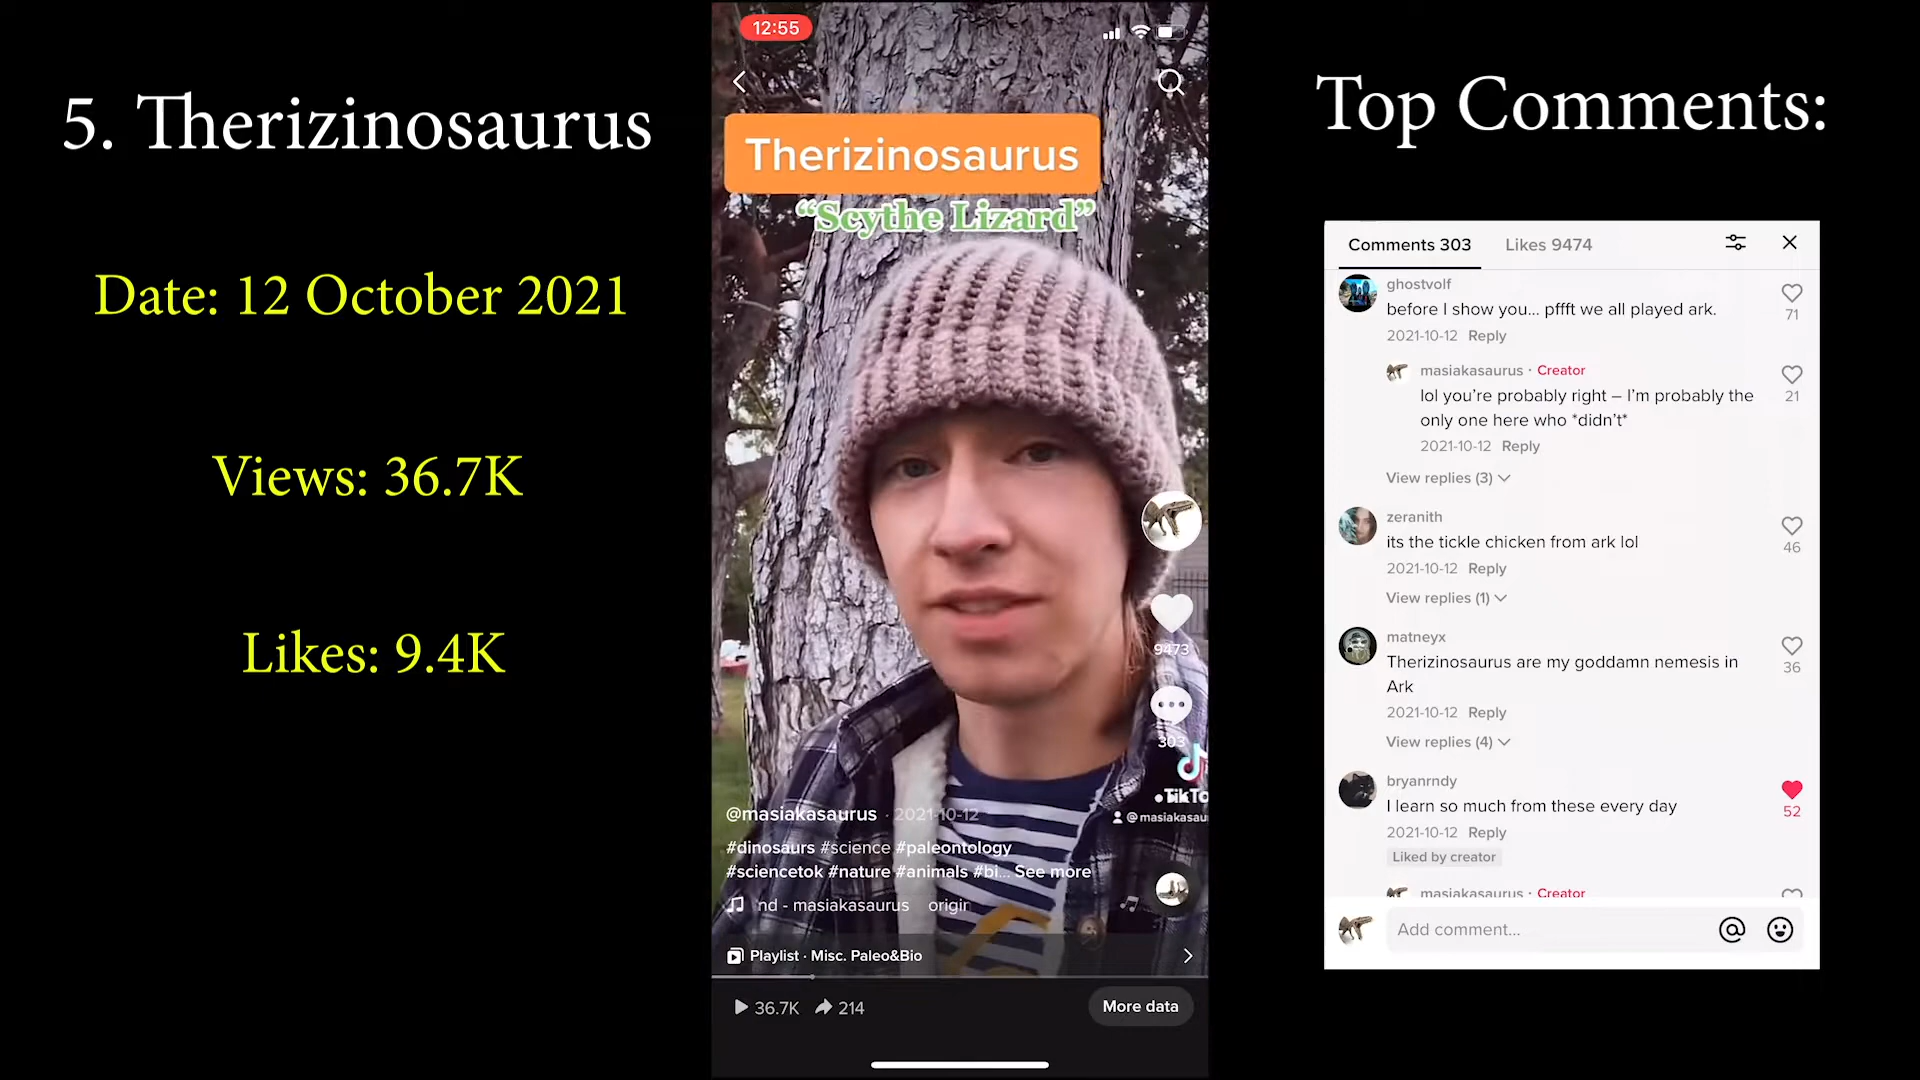 5. Therizinosaurus
Date: 12 October 2021
Views: 36.7K
Likes: 9.4K
12:55
Therizinosaurus
“Scythe Lizard”
9473
303
TikTo
@masiakasau
@masiakasaurus · 2021-10-12
#dinosaurs #science #paleontology
#sciencetok #nature #animals #bi... See more
nd - masiakasaurus origin
Playlist · Misc. Paleo&Bio
36.7K 214
More data
Top Comments:
Comments 303 Likes 9474
ghostvolf
before I show you... pffft we all played ark.
71
2021-10-12 Reply
masiakasaurus · Creator
lol you’re probably right – I’m probably the
only one here who *didn’t*
21
2021-10-12 Reply
View replies (3)
zeranith
its the tickle chicken from ark lol
46
2021-10-12 Reply
View replies (1)
matneyx
Therizinosaurus are my goddamn nemesis in
Ark
36
2021-10-12 Reply
View replies (4)
bryanrndy
I learn so much from these every day
52
2021-10-12 Reply
Liked by creator
masiakasaurus · Creator
Add comment...